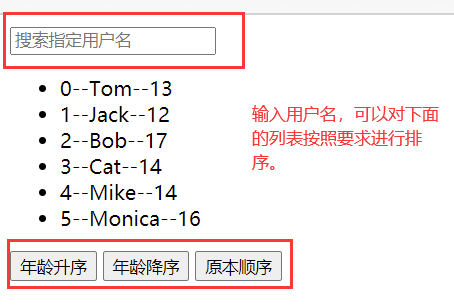 搜索指定用户名
0--Tom--13
1--Jack--12
2--Bob--17
3--Cat--14
4--Mike--14
5--Monica--16
输入用户名，可以对下面
的列表按照要求进行排
序。
年龄升序 年龄降序 原本顺序